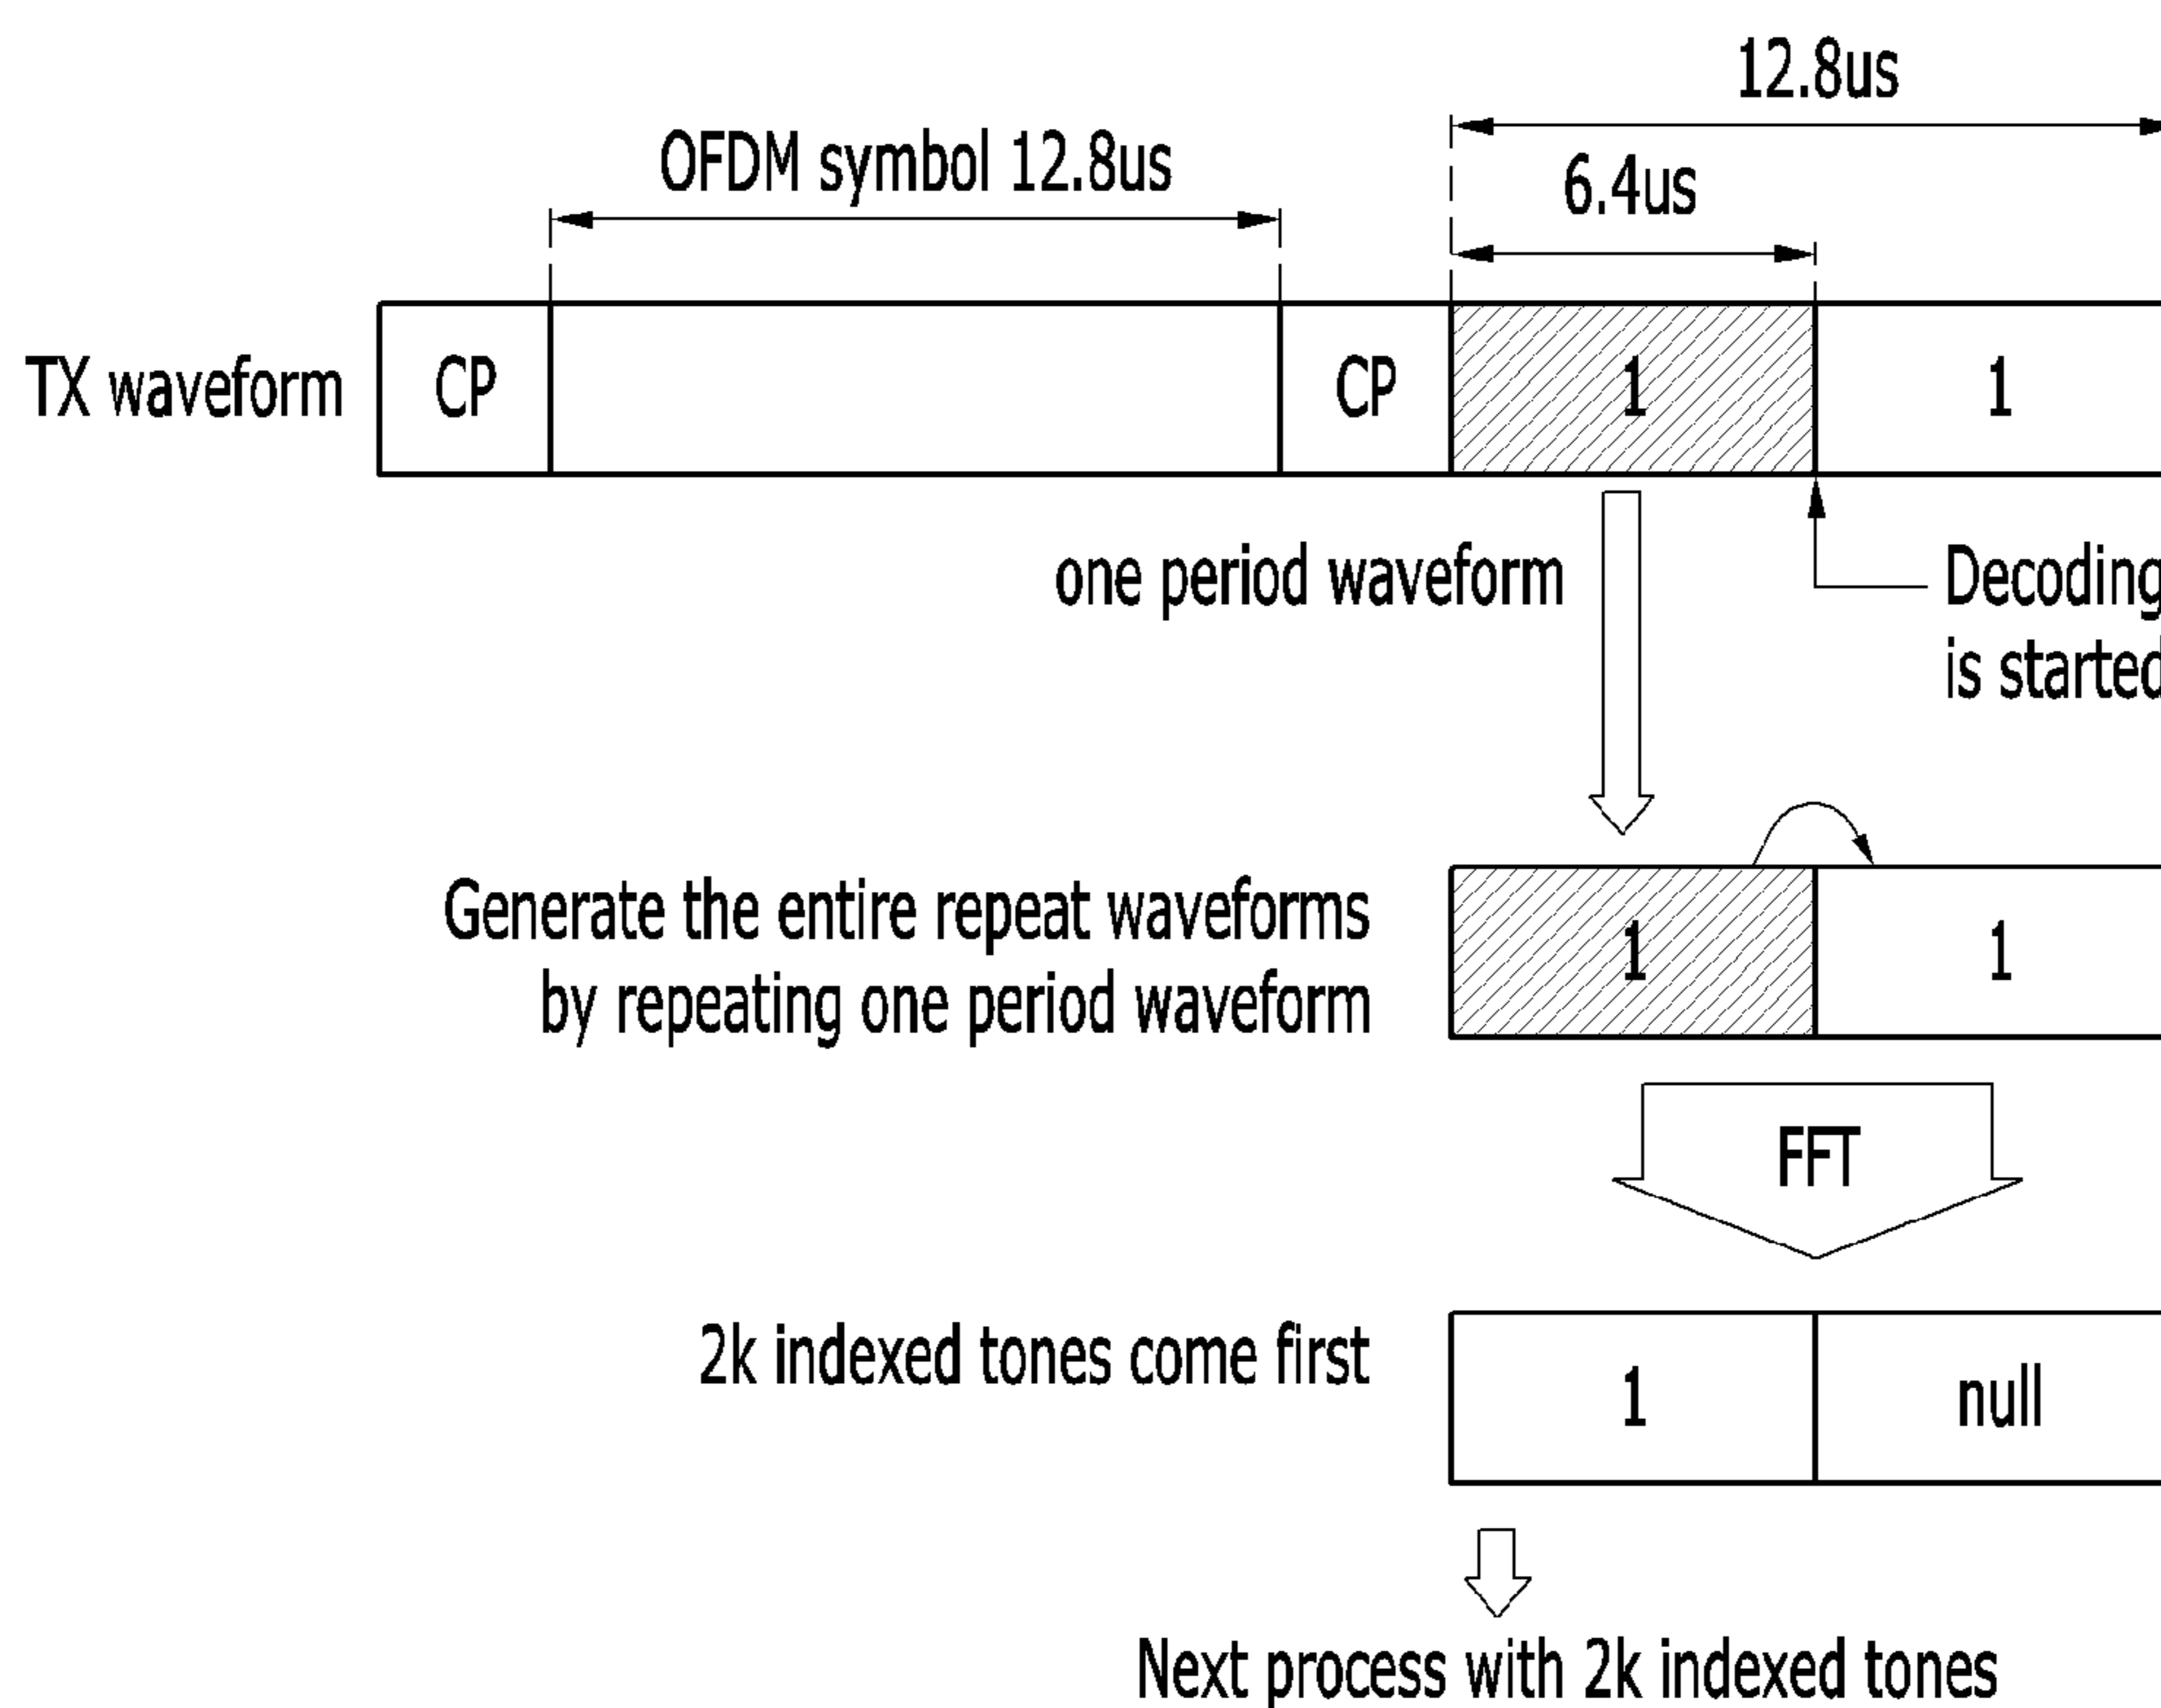 12.8us
OFDM symbol 12.8us
6.4us
TX waveform
CP
CP
1
1
one period waveform
Decoding
is started
Generate the entire repeat waveforms
by repeating one period waveform
1
1
FFT
2k indexed tones come first
1
null
Next process with 2k indexed tones